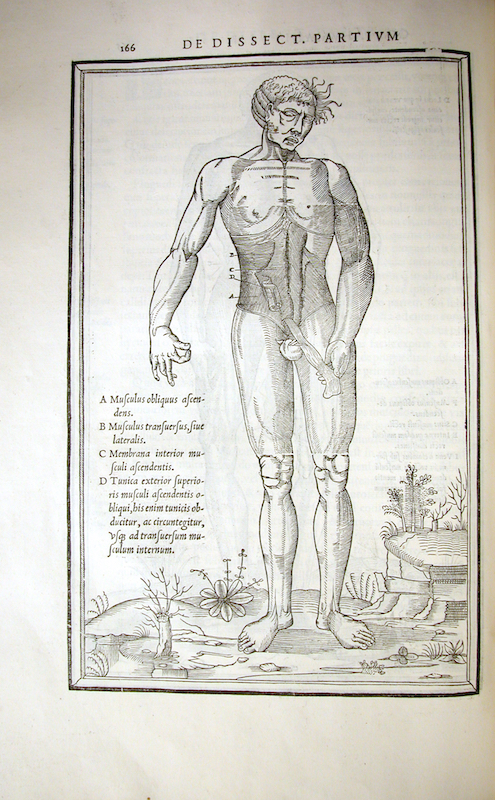 166
DE DISSECT. PARTIVM
B
C
D
A
A Musculus obliquus ascen-
dens.
B Musculus transuersus, siue
lateralis.
C Membrana interior mu-
sculi ascendentis.
D Tunica exterior superio-
ris musculi ascendentis o-
bliqui, his enim tunicis ob-
ducitur, ac circuntegitur,
vsq; ad transuersum mu-
sculum internum.